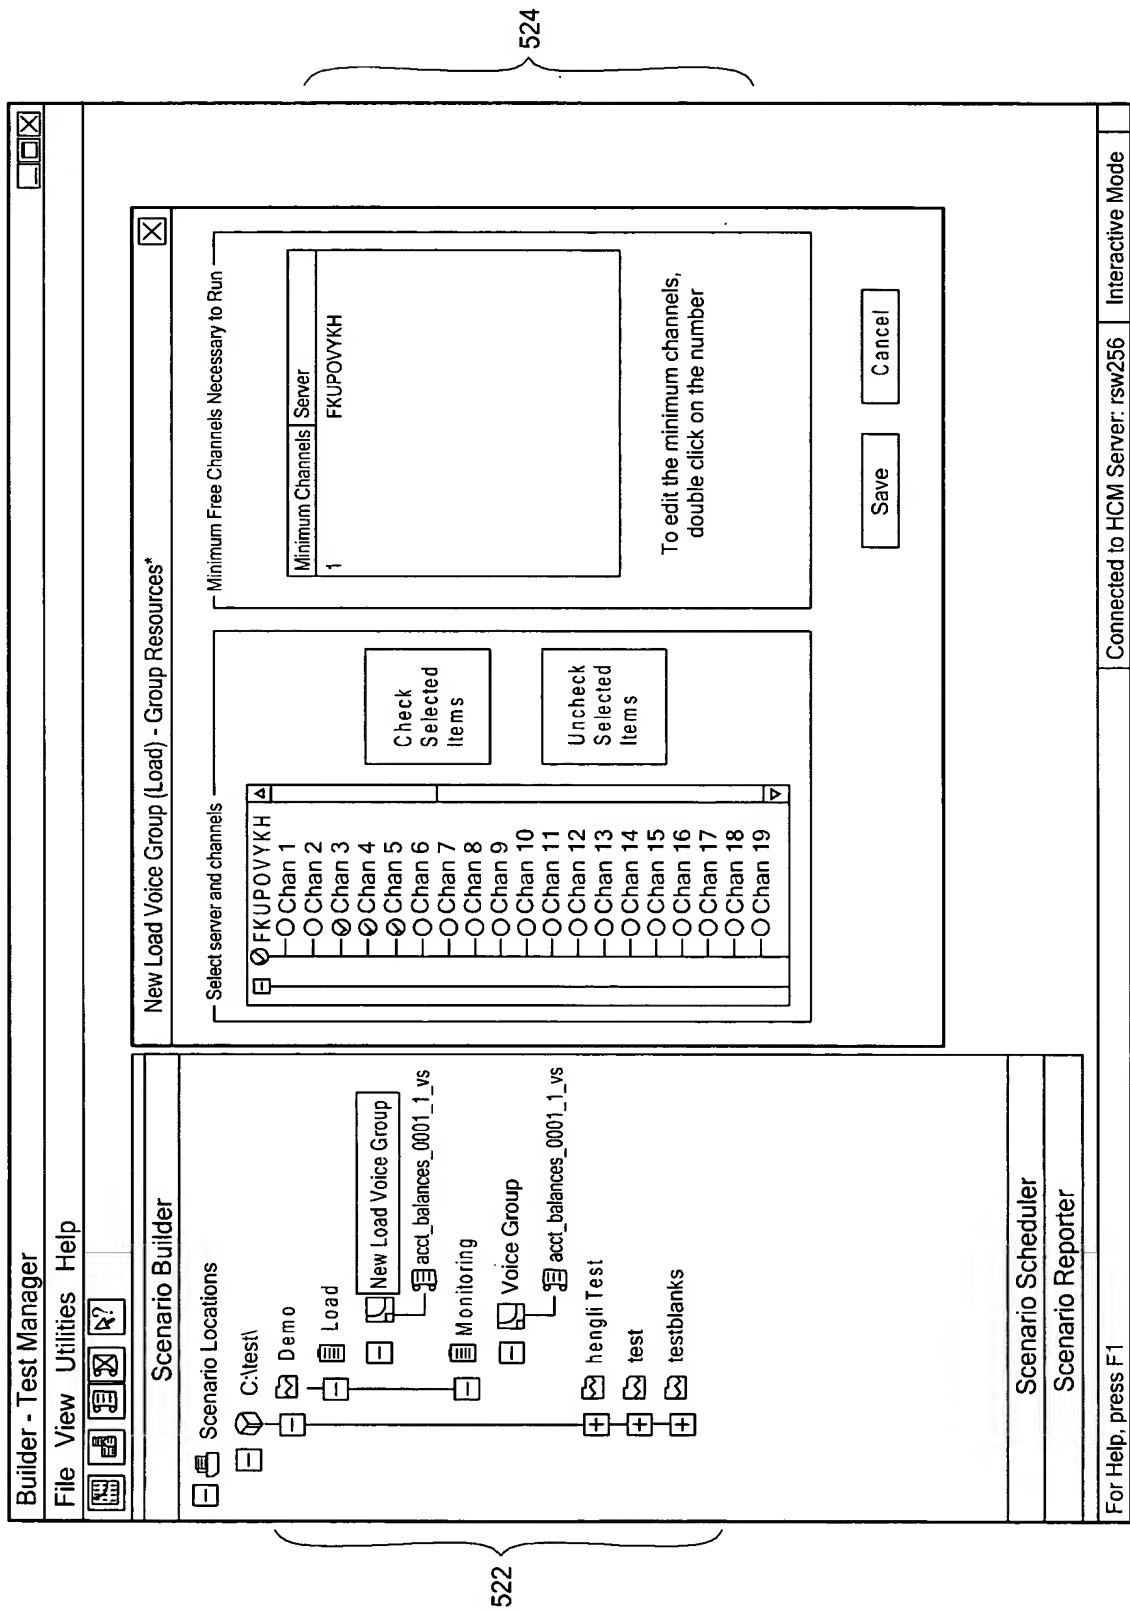 Builder - Test Manager
File View Utilities Help
Scenario Builder
Scenario Locations
C:\test\
Demo
Load
New Load Voice Group
acct_balances_0001_1_vs
Monitoring
Voice Group
acct_balances_0001_1_vs
hengli Test
test
testblanks
Scenario Scheduler
Scenario Reporter
New Load Voice Group (Load) - Group Resources*
Select server and channels
FKUPOVYKH
Chan 1
Chan 2
Chan 3
Chan 4
Chan 5
Chan 6
Chan 7
Chan 8
Chan 9
Chan 10
Chan 11
Chan 12
Chan 13
Chan 14
Chan 15
Chan 16
Chan 17
Chan 18
Chan 19
Check
Selected
Items
Uncheck
Selected
Items
Minimum Free Channels Necessary to Run
Minimum Channels Server
1 FKUPOVYKH
To edit the minimum channels,
double click on the number
Save
Cancel
For Help, press F1
Connected to HCM Server: rsw256
Interactive Mode
522
524